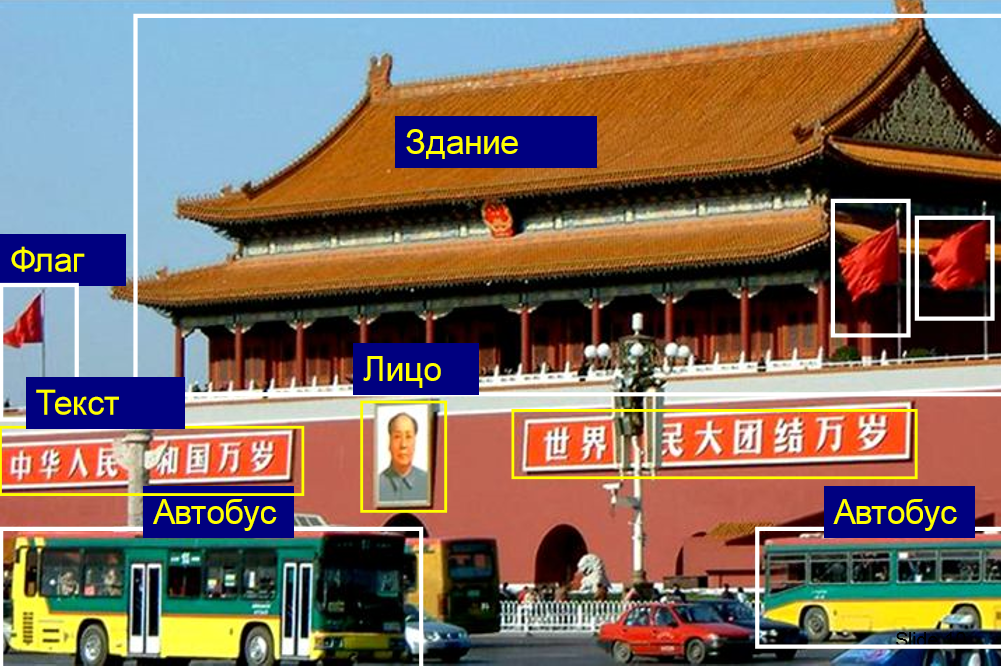 Здание
Флаг
Лицо
Текст
中华人民 和国万岁
世界 民大团结万岁
Автобус
Автобус